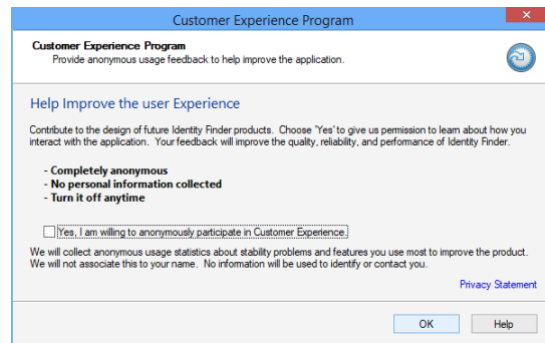 Customer Experience Program
Customer Experience Program
Provide anonymous usage feedback to help improve the application.
Help Improve the user Experience
Contribute to the design of future Identity Finder products. Choose 'Yes' to give us permission to learn about how you
interact with the application. Your feedback will improve the quality, reliability, and performance of Identity Finder.
- Completely anonymous
- No personal information collected
- Turn it off anytime
Yes, I am willing to anonymously participate in Customer Experience.
We will collect anonymous usage statistics about stability problems and features you use most to improve the product.
We will not associate this to your name. No information will be used to identify or contact you.
Privacy Statement
OK Help